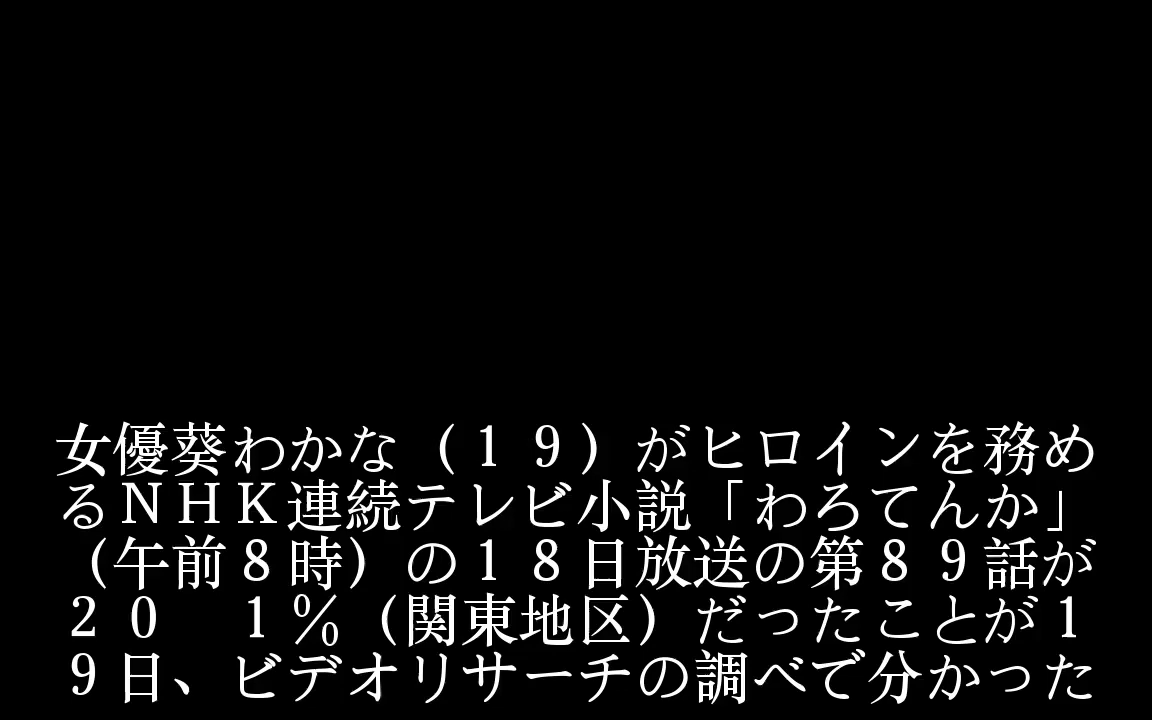 女優葵わかな（１９）がヒロインを務め
るＮＨＫ連続テレビ小説「わろてんか」
（午前８時）の１８日放送の第８９話が
２０　１％（関東地区）だったことが１
９日、ビデオリサーチの調べで分かった